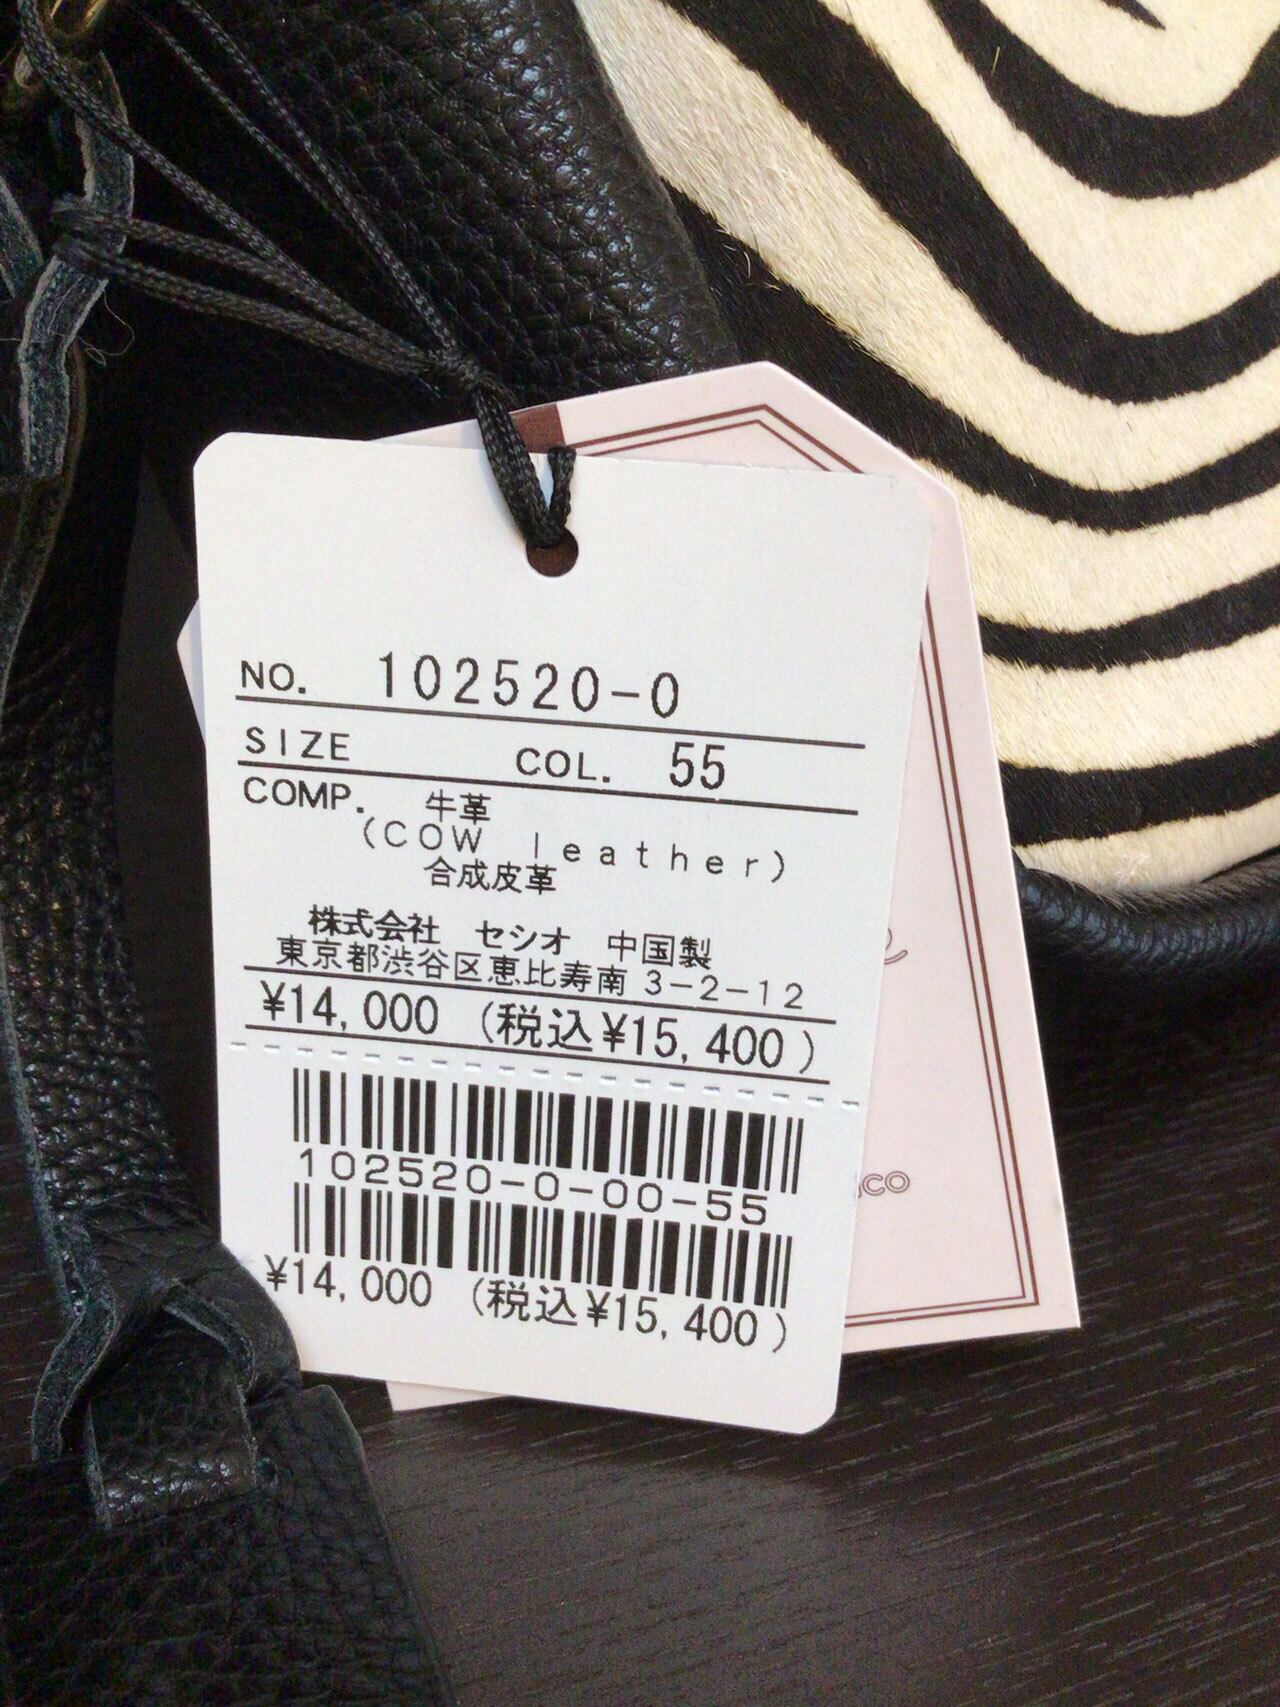 NO. 102520-0
SIZE COL. 55
COMP. 牛革
(COW leather)
合成皮革
株式会社 セシオ 中国製
東京都渋谷区恵比寿南 3-2-12
¥14,000 (税込¥15,400)
102520-0-00-55
¥14,000 (税込¥15,400)